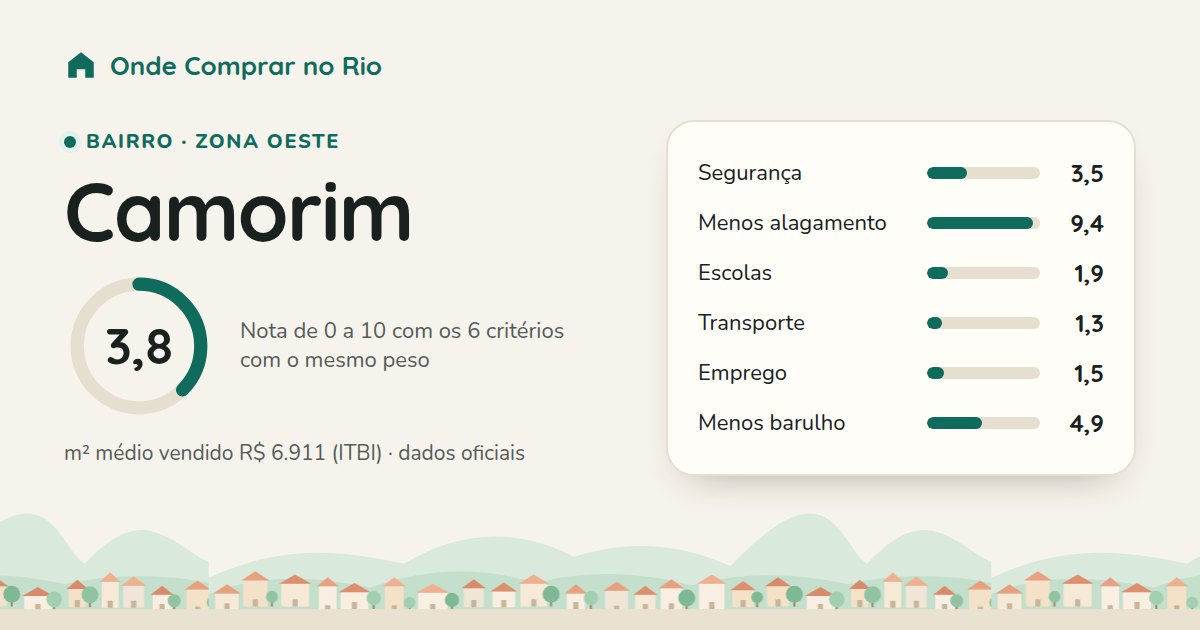 Onde Comprar no Rio
BAIRRO · ZONA OESTE
Camorim
3,8
Nota de 0 a 10 com os 6 critérios
com o mesmo peso
m² médio vendido R$ 6.911 (ITBI) · dados oficiais
Segurança 3,5
Menos alagamento 9,4
Escolas 1,9
Transporte 1,3
Emprego 1,5
Menos barulho 4,9